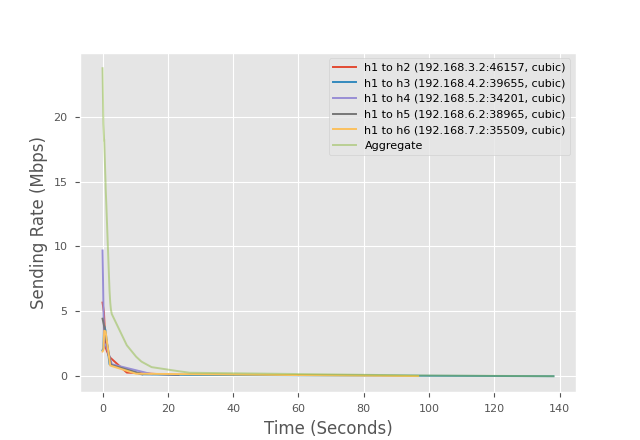 h1 to h2 (192.168.3.2:46157, cubic)
h1 to h3 (192.168.4.2:39655, cubic)
h1 to h4 (192.168.5.2:34201, cubic)
h1 to h5 (192.168.6.2:38965, cubic)
h1 to h6 (192.168.7.2:35509, cubic)
Aggregate
Sending Rate (Mbps)
20
15
10
5
0
0 20 40 60 80 100 120 140
Time (Seconds)